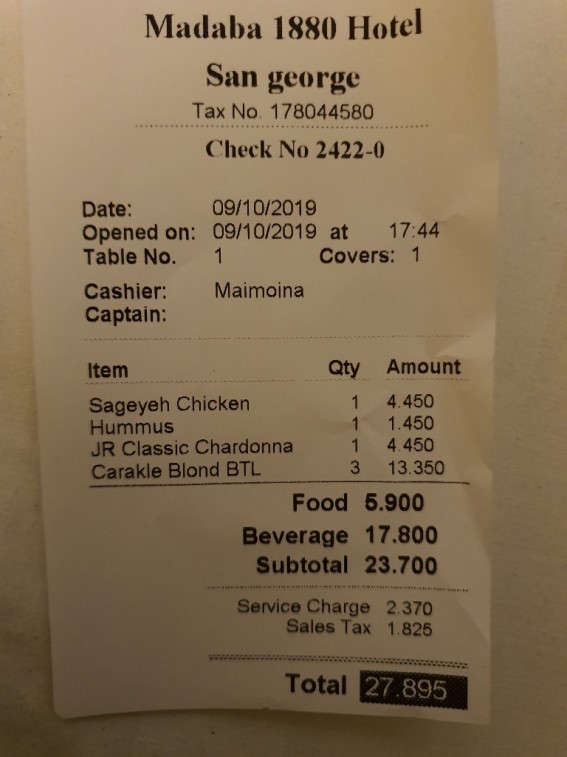 Madaba 1880 Hotel
San george
Tax No. 178044580
Check No 2422-0
Date: 09/10/2019
Opened on: 09/10/2019 at 17:44
Table No. 1 Covers: 1
Cashier: Maimoina
Captain:
Item Qty Amount
Sageyeh Chicken 1 4.450
Hummus 1 1.450
JR Classic Chardonna 1 4.450
Carakle Blond BTL 3 13.350
Food 5.900
Beverage 17.800
Subtotal 23.700
Service Charge 2.370
Sales Tax 1.825
Total 27.895